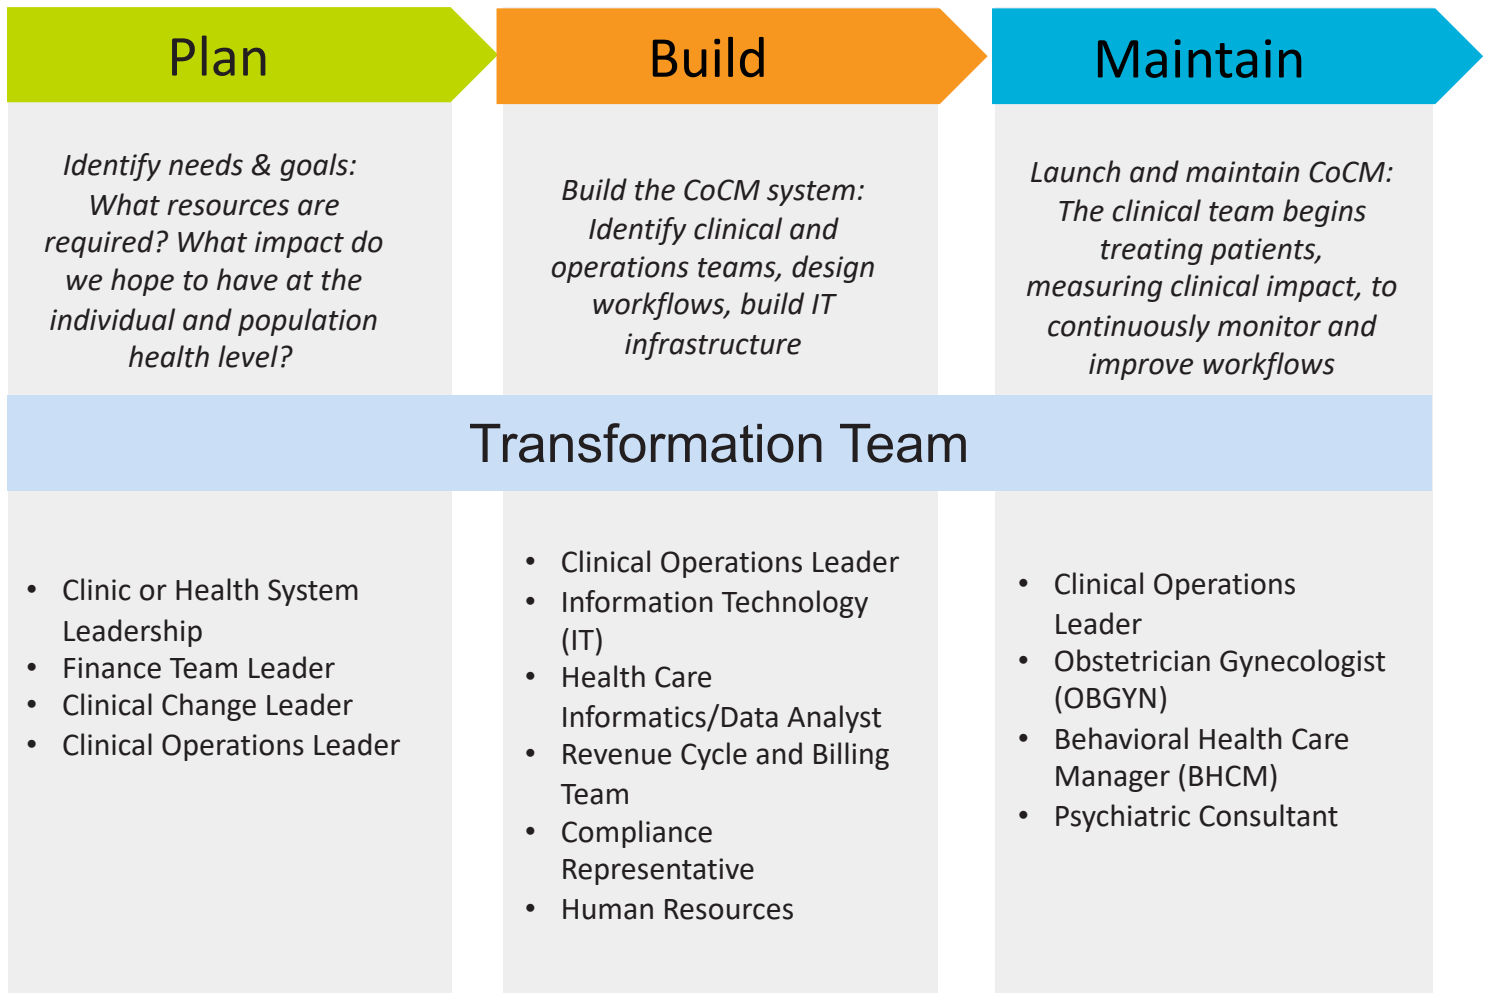 Plan
Build
Maintain
Identify needs & goals:
What resources are
required? What impact do
we hope to have at the
individual and population
health level?
Build the CoCM system:
Identify clinical and
operations teams, design
workflows, build IT
infrastructure
Launch and maintain CoCM:
The clinical team begins
treating patients,
measuring clinical impact, to
continuously monitor and
improve workflows
Transformation Team
• Clinic or Health System
Leadership
• Finance Team Leader
• Clinical Change Leader
• Clinical Operations Leader
• Clinical Operations Leader
• Information Technology
(IT)
• Health Care
Informatics/Data Analyst
• Revenue Cycle and Billing
Team
• Compliance
Representative
• Human Resources
• Clinical Operations
Leader
• Obstetrician Gynecologist
(OBGYN)
• Behavioral Health Care
Manager (BHCM)
• Psychiatric Consultant